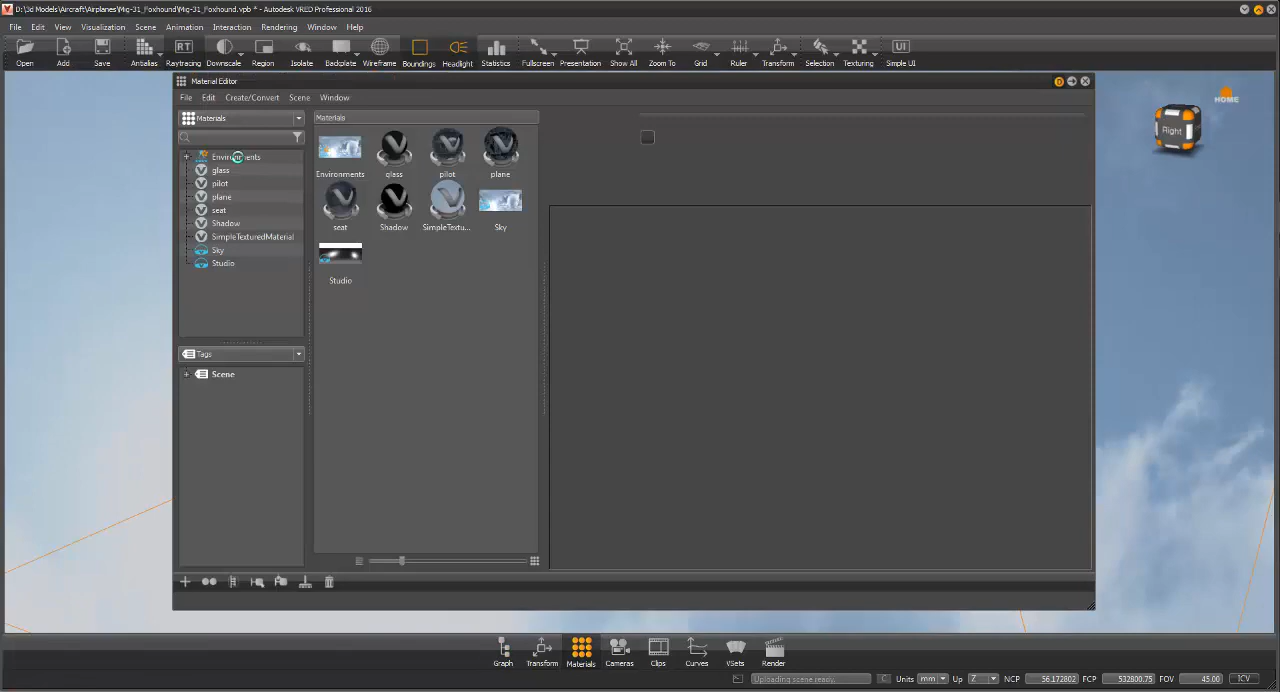 D:\3d Models\Aircraft\Airplanes\Mig-31_Foxhound\Mig-31_Foxhound.vpb * - Autodesk VRED Professional 2016
File Edit View Visualization Scene Animation Interaction Rendering Window Help
RT UI
Open Add Save Antialias Raytracing Downscale Region Isolate Backplate Wireframe Boundings Headlight Statistics Fullscreen Presentation Show All Zoom To Grid Ruler Transform Selection Texturing Simple UI
Material Editor
File Edit Create/Convert Scene Window
HOME
Right
Materials
Environments
glass
pilot
plane
seat
Shadow
SimpleTexturedMaterial
Sky
Studio
Tags
Scene
Materials
Environments glass pilot plane
seat Shadow SimpleTextu... Sky
Studio
Graph Transform Materials Cameras Clips Curves VSets Render
Uploading scene ready. C Units mm Up Z NCP 56.172802 FCP 532800.75 FOV 45.00 ICV